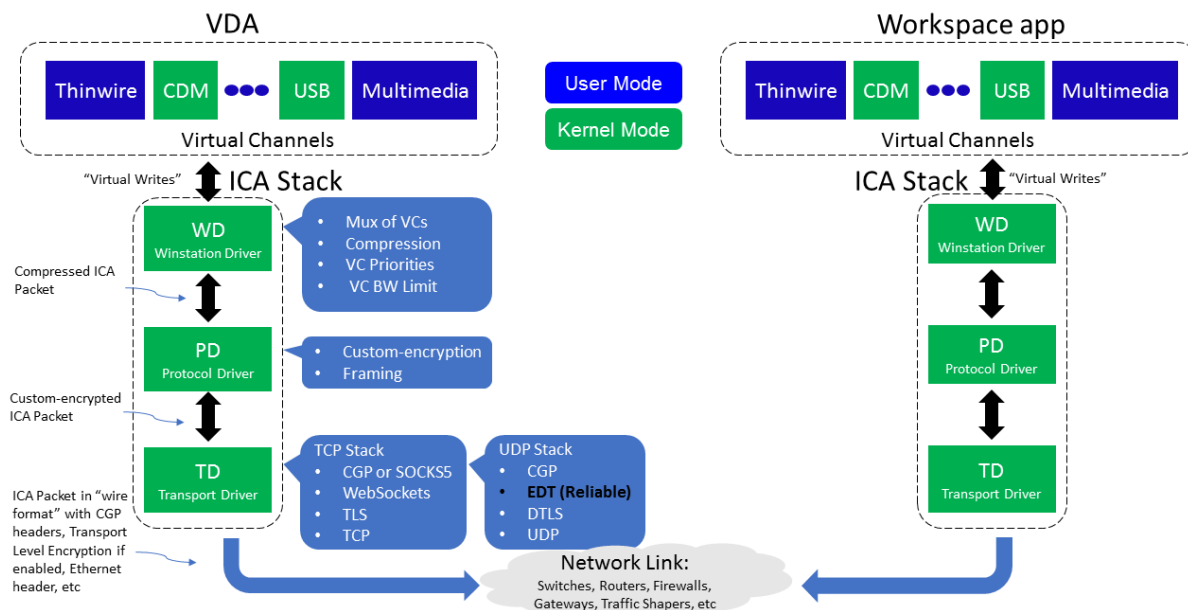 VDA
Thinwire
CDM
USB
Multimedia
Virtual Channels
User Mode
Kernel Mode
Workspace app
Thinwire
CDM
USB
Multimedia
Virtual Channels
“Virtual Writes”
ICA Stack
WD
Winstation Driver
• Mux of VCs
• Compression
• VC Priorities
• VC BW Limit
Compressed ICA
Packet
PD
Protocol Driver
• Custom-encryption
• Framing
Custom-encrypted
ICA Packet
TD
Transport Driver
TCP Stack
• CGP or SOCKS5
• WebSockets
• TLS
• TCP
UDP Stack
• CGP
• EDT (Reliable)
• DTLS
• UDP
ICA Packet in “wire
format” with CGP
headers, Transport
Level Encryption if
enabled, Ethernet
header, etc
ICA Stack
“Virtual Writes”
WD
Winstation Driver
PD
Protocol Driver
TD
Transport Driver
Network Link:
Switches, Routers, Firewalls,
Gateways, Traffic Shapers, etc